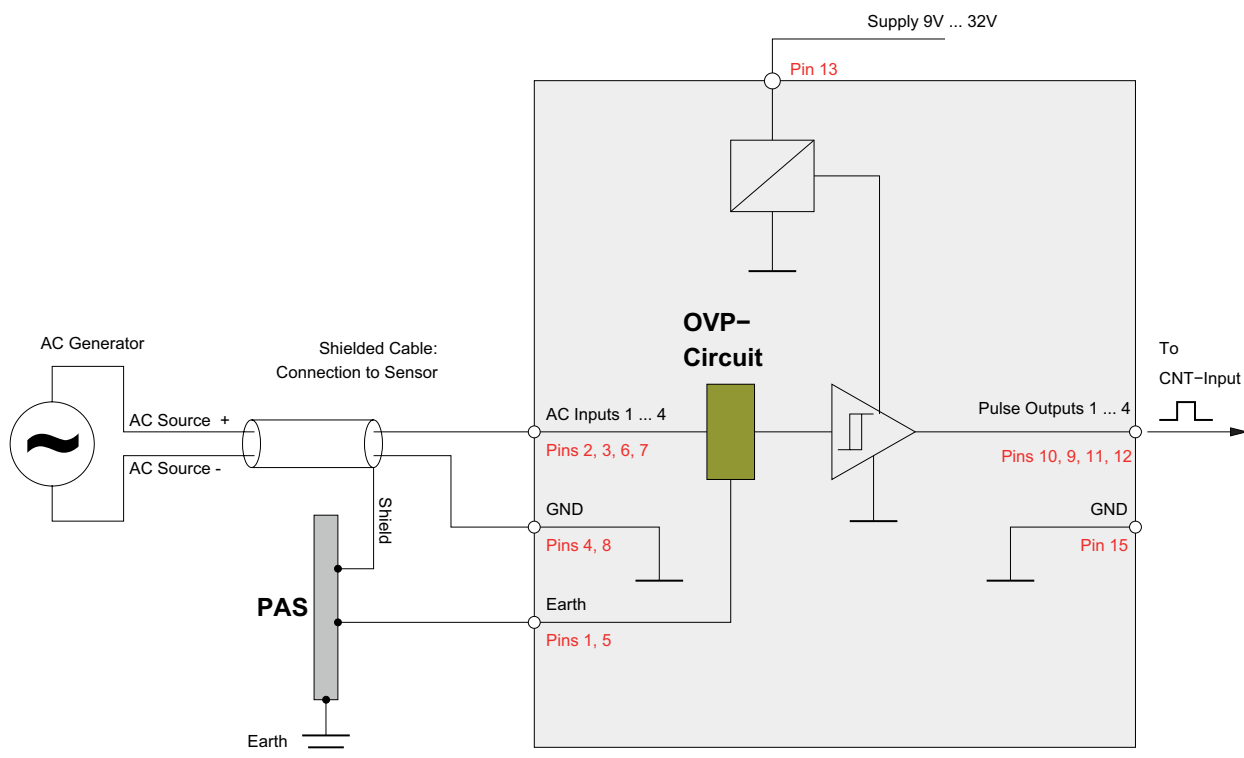 Supply 9V ... 32V
Pin 13
OVP−
Circuit
AC Generator
Shielded Cable:
Connection to Sensor
To
CNT−Input
AC Source +
AC Source -
AC Inputs 1 ... 4
Pins 2, 3, 6, 7
Pulse Outputs 1 ... 4
Pins 10, 9, 11, 12
Shield
GND
Pins 4, 8
GND
Pin 15
PAS
Earth
Pins 1, 5
Earth